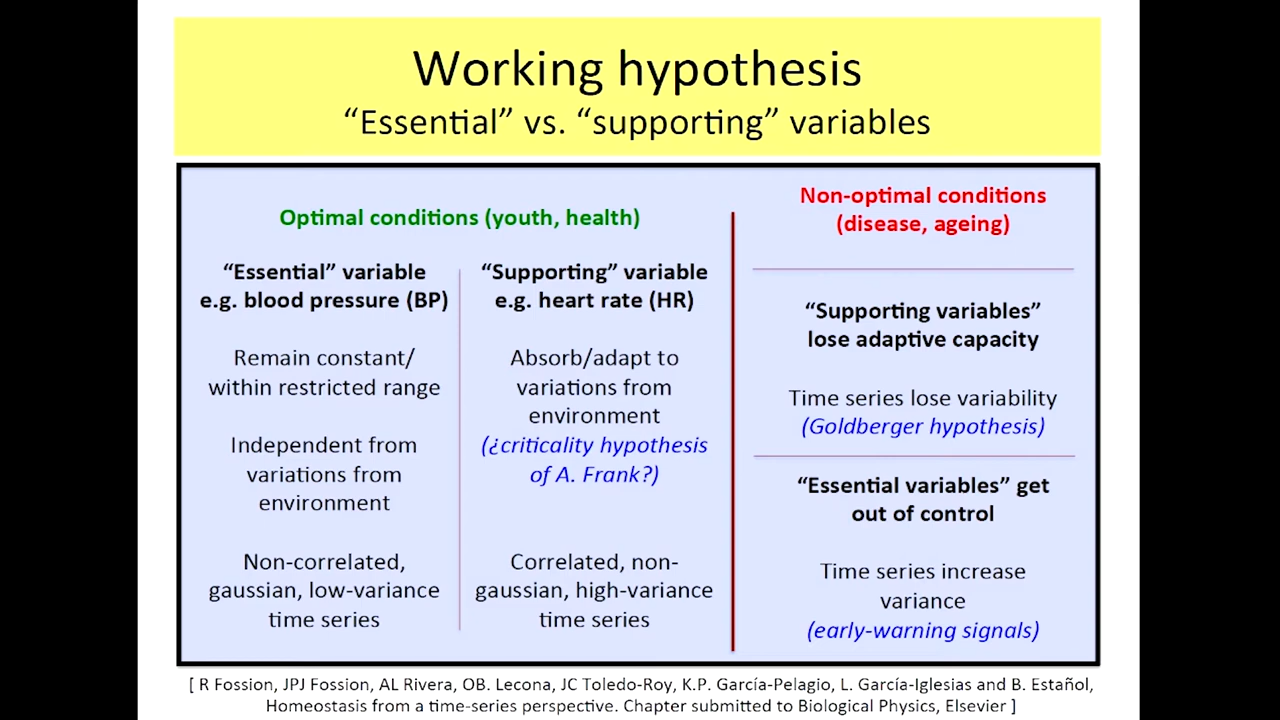 Working hypothesis
“Essential” vs. “supporting” variables
Optimal conditions (youth, health)
“Essential” variable
e.g. blood pressure (BP)
Remain constant/
within restricted range
Independent from
variations from
environment
Non-correlated,
gaussian, low-variance
time series
“Supporting” variable
e.g. heart rate (HR)
Absorb/adapt to
variations from
environment
(¿criticality hypothesis
of A. Frank?)
Correlated, non-
gaussian, high-variance
time series
Non-optimal conditions
(disease, ageing)
“Supporting variables”
lose adaptive capacity
Time series lose variability
(Goldberger hypothesis)
“Essential variables” get
out of control
Time series increase
variance
(early-warning signals)
[ R Fossion, JPJ Fossion, AL Rivera, OB. Lecona, JC Toledo-Roy, K.P. García-Pelagio, L. García-Iglesias and B. Estañol,
Homeostasis from a time-series perspective. Chapter submitted to Biological Physics, Elsevier ]